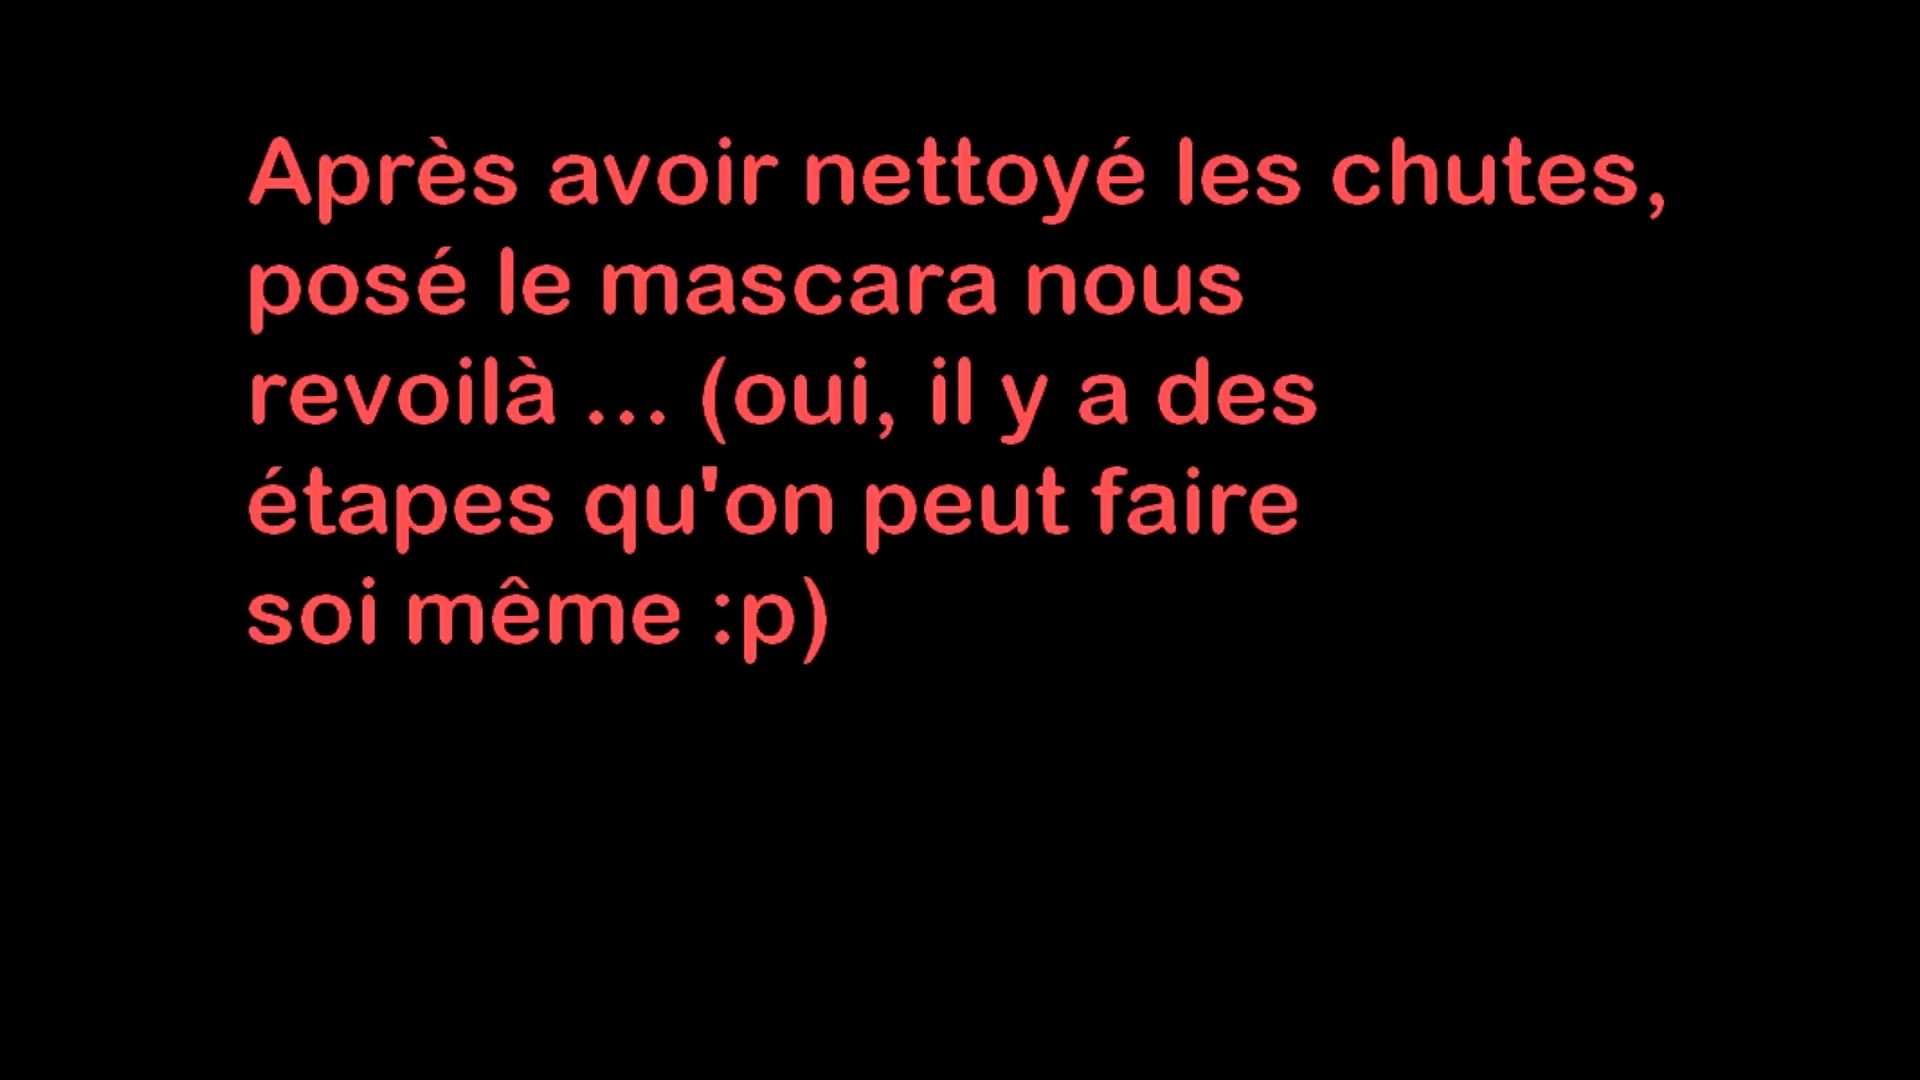 Après avoir nettoyé les chutes,
posé le mascara nous
revoilà ... (oui, il y a des
étapes qu'on peut faire
soi même :p)